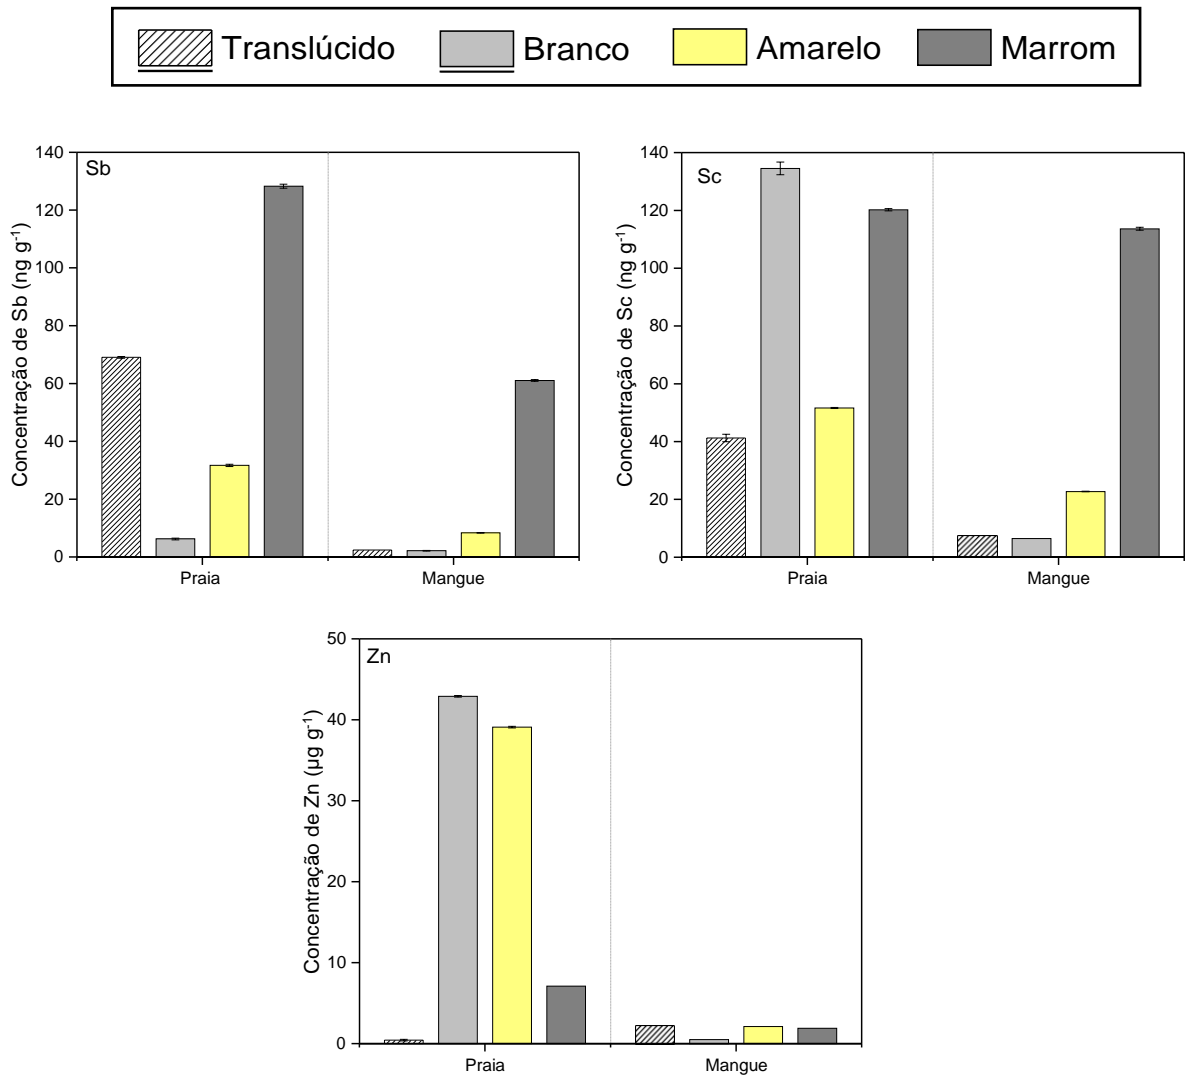 Translúcido Branco Amarelo Marrom
Sb
Concentração de Sb (ng g⁻¹)
140
120
100
80
60
40
20
0
Praia Mangue
Sc
Concentração de Sc (ng g⁻¹)
140
120
100
80
60
40
20
0
Praia Mangue
Zn
Concentração de Zn (µg g⁻¹)
50
40
30
20
10
0
Praia Mangue